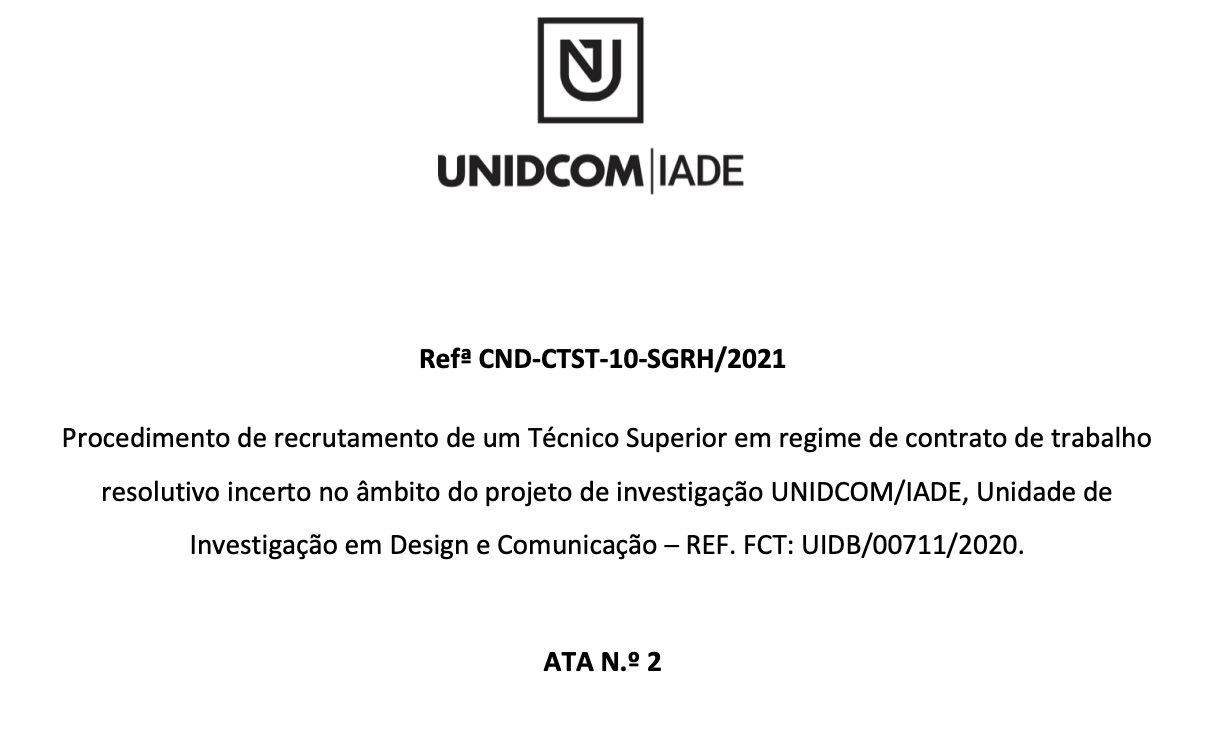 UNIDCOM|IADE
Refª CND-CTST-10-SGRH/2021
Procedimento de recrutamento de um Técnico Superior em regime de contrato de trabalho
resolutivo incerto no âmbito do projeto de investigação UNIDCOM/IADE, Unidade de
Investigação em Design e Comunicação – REF. FCT: UIDB/00711/2020.
ATA N.º 2